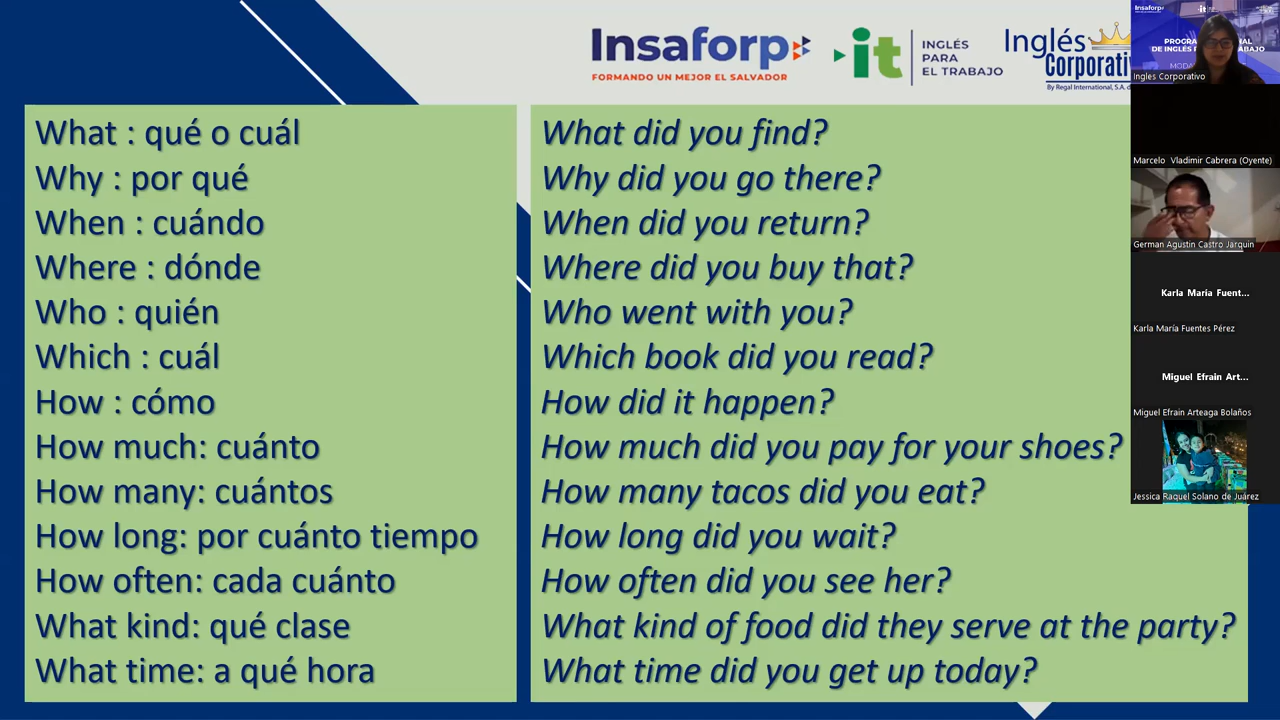 Insaforp
FORMANDO UN MEJOR EL SALVADOR
it
INGLÉS
PARA
EL TRABAJO
Inglés
Corporativ
By Regal International, S.A. d
What : qué o cuál
Why : por qué
When : cuándo
Where : dónde
Who : quién
Which : cuál
How : cómo
How much: cuánto
How many: cuántos
How long: por cuánto tiempo
How often: cada cuánto
What kind: qué clase
What time: a qué hora
What did you find?
Why did you go there?
When did you return?
Where did you buy that?
Who went with you?
Which book did you read?
How did it happen?
How much did you pay for your shoes?
How many tacos did you eat?
How long did you wait?
How often did you see her?
What kind of food did they serve at the party?
What time did you get up today?
Insaforp
it
Ingles Corporativo
Marcelo Vladimir Cabrera (Oyente)
German Agustin Castro Jarquin
Karla María Fuent...
Karla María Fuentes Pérez
Miguel Efrain Art...
Miguel Efrain Arteaga Bolaños
Jessica Raquel Solano de Juárez